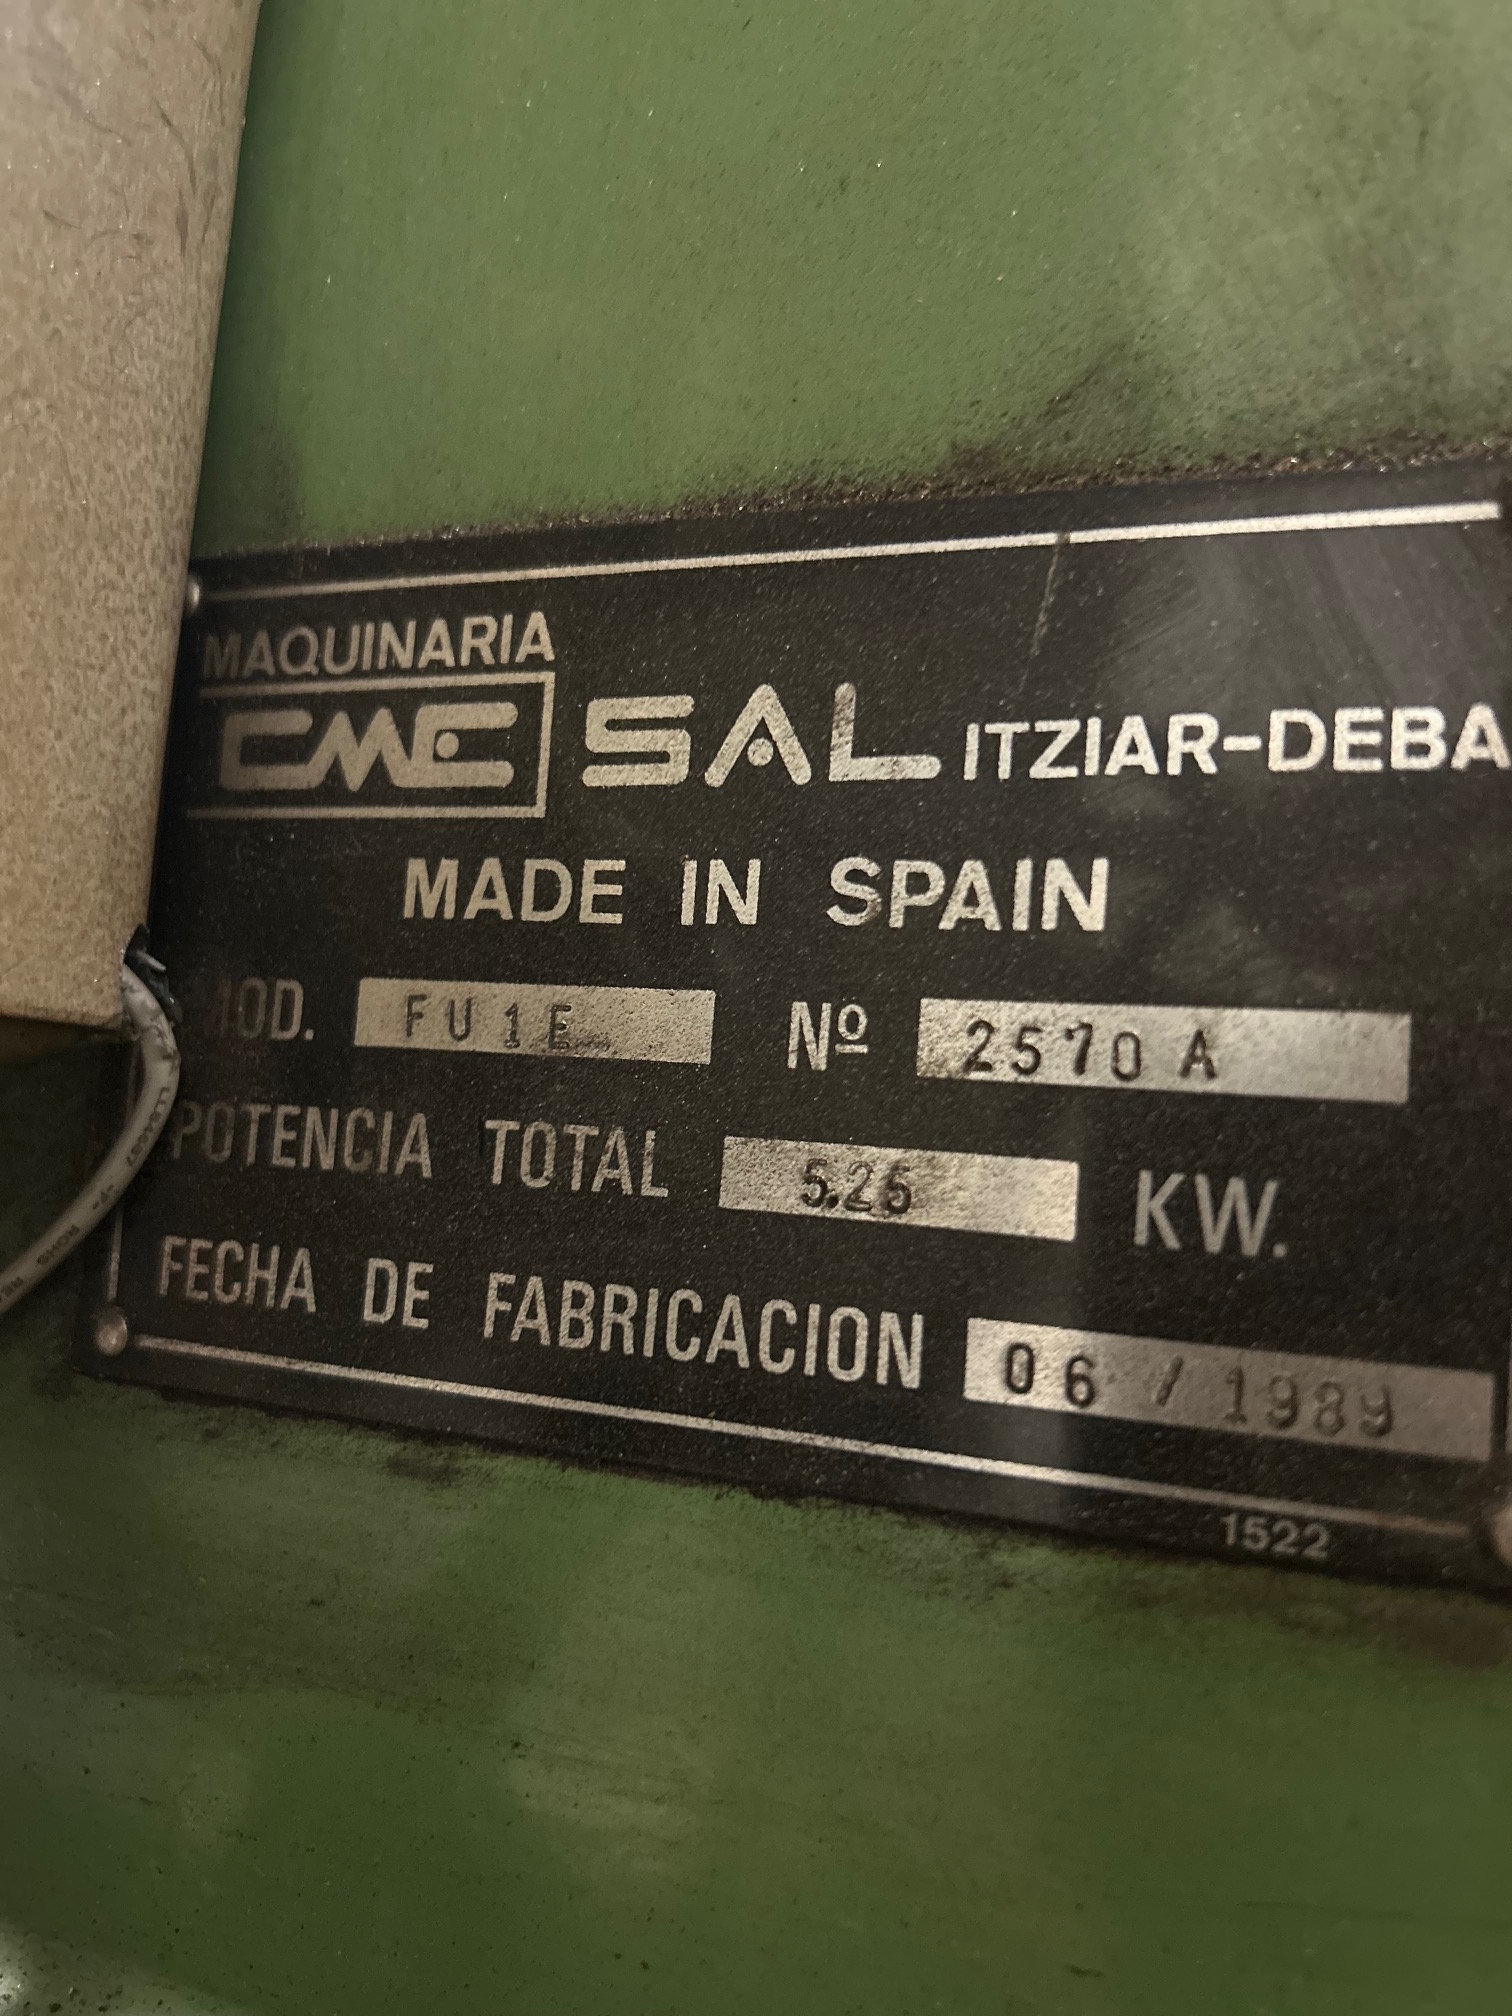 MAQUINARIA
CME SAL ITZIAR-DEBA
MADE IN SPAIN
MOD. FU1E Nº 2570 A
POTENCIA TOTAL 5.25 KW.
FECHA DE FABRICACION 06 / 1989
1522